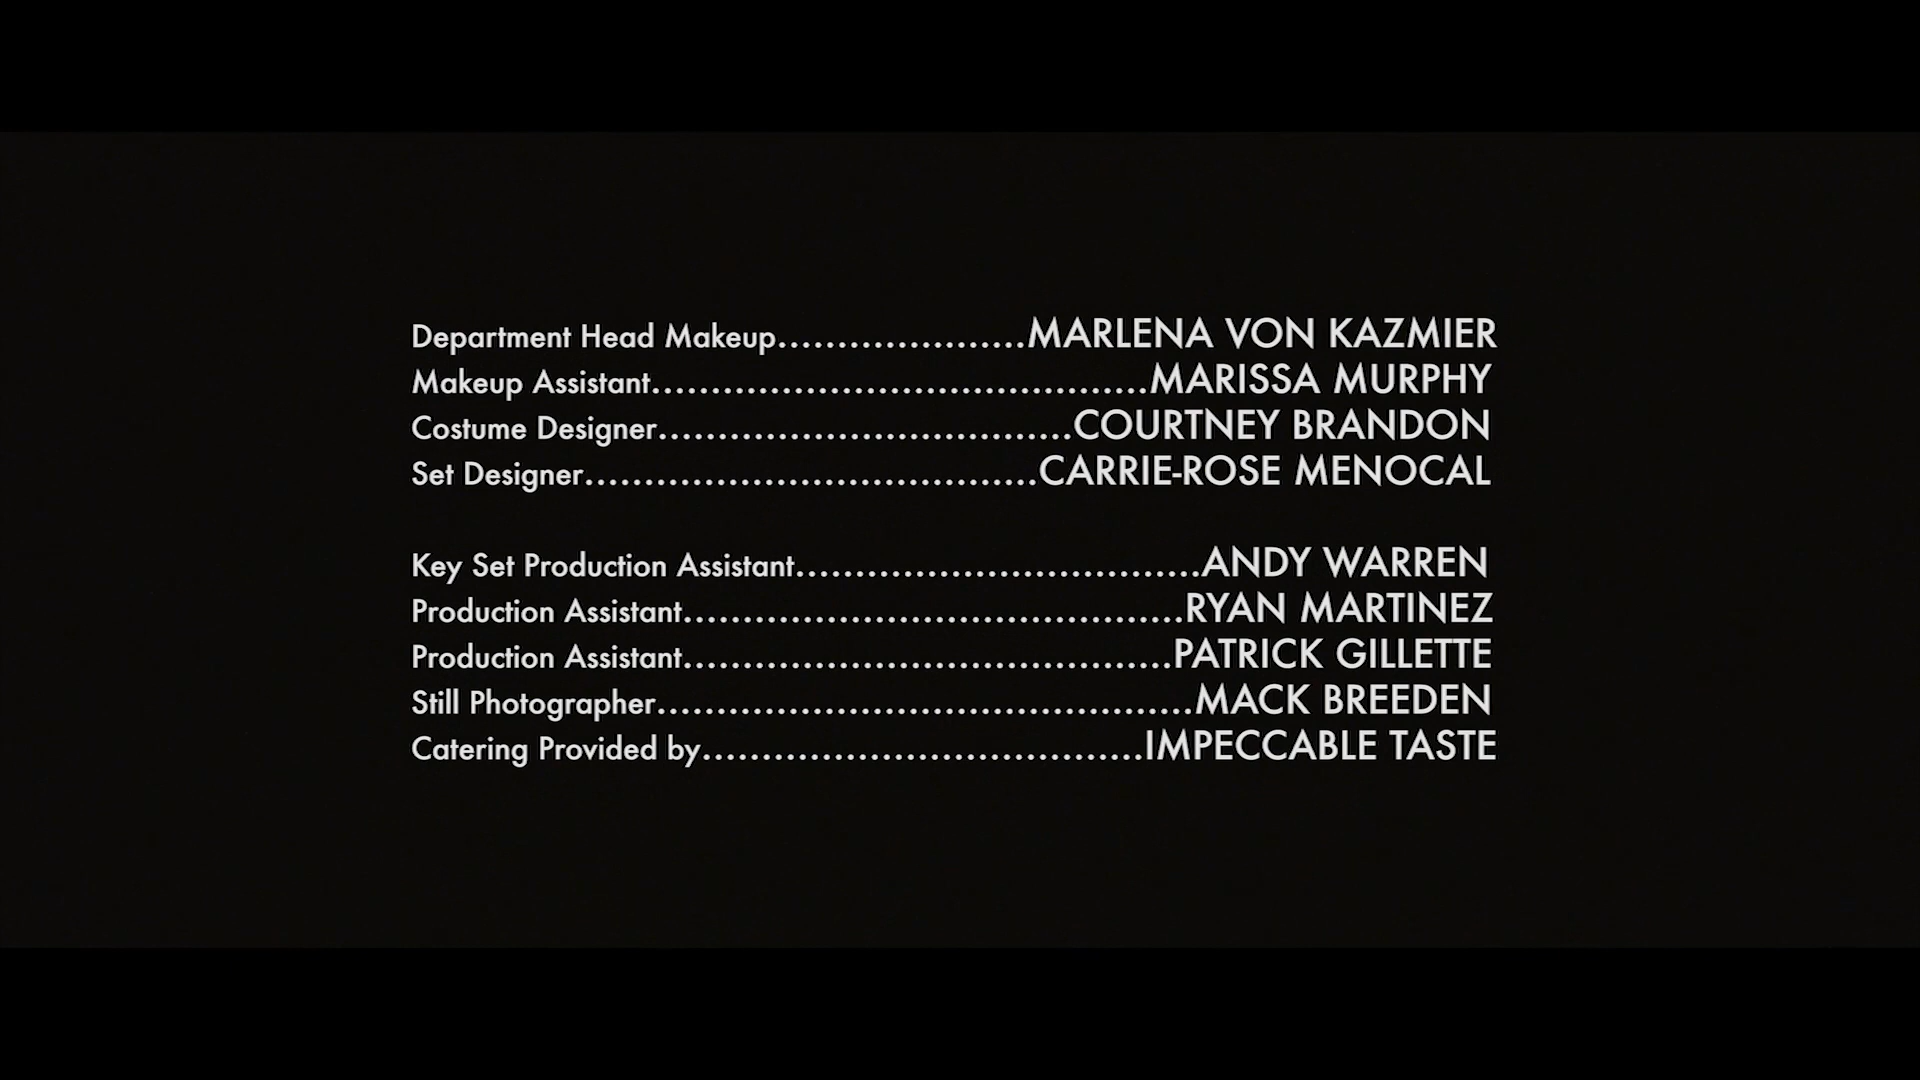 Department Head Makeup.....................MARLENA VON KAZMIER
Makeup Assistant..........................................MARISSA MURPHY
Costume Designer...................................COURTNEY BRANDON
Set Designer......................................CARRIE-ROSE MENOCAL
Key Set Production Assistant..................................ANDY WARREN
Production Assistant..........................................RYAN MARTINEZ
Production Assistant.........................................PATRICK GILLETTE
Still Photographer.............................................MACK BREEDEN
Catering Provided by.....................................IMPECCABLE TASTE